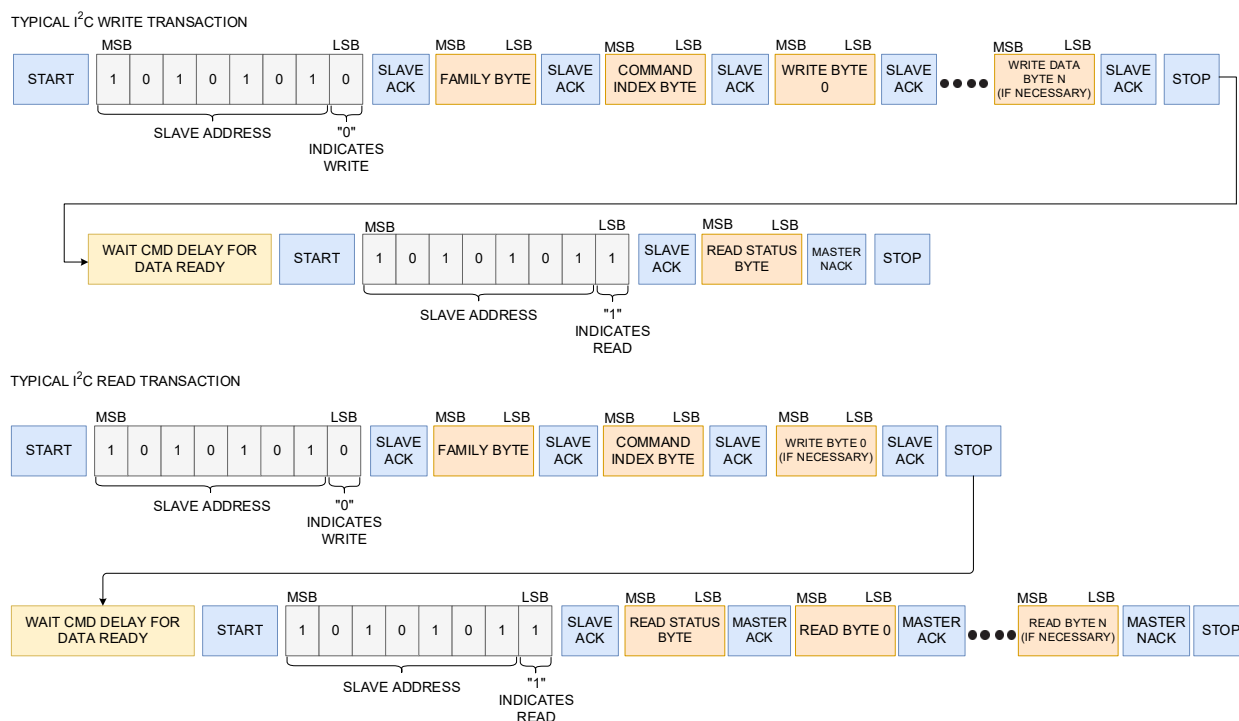 TYPICAL I2C WRITE TRANSACTION
MSB LSB MSB LSB MSB LSB MSB LSB MSB LSB
START 1 0 1 0 1 0 1 0 SLAVE ACK FAMILY BYTE SLAVE ACK COMMAND INDEX BYTE SLAVE ACK WRITE BYTE 0 SLAVE ACK WRITE DATA BYTE N (IF NECESSARY) SLAVE ACK STOP
SLAVE ADDRESS "0" INDICATES WRITE
MSB LSB MSB LSB
WAIT CMD DELAY FOR DATA READY START 1 0 1 0 1 0 1 1 SLAVE ACK READ STATUS BYTE MASTER NACK STOP
SLAVE ADDRESS "1" INDICATES READ
TYPICAL I2C READ TRANSACTION
MSB LSB MSB LSB MSB LSB MSB LSB
START 1 0 1 0 1 0 1 0 SLAVE ACK FAMILY BYTE SLAVE ACK COMMAND INDEX BYTE SLAVE ACK WRITE BYTE 0 (IF NECESSARY) SLAVE ACK STOP
SLAVE ADDRESS "0" INDICATES WRITE
MSB LSB MSB LSB MSB LSB MSB LSB
WAIT CMD DELAY FOR DATA READY START 1 0 1 0 1 0 1 1 SLAVE ACK READ STATUS BYTE MASTER ACK READ BYTE 0 MASTER ACK READ BYTE N (IF NECESSARY) MASTER NACK STOP
SLAVE ADDRESS "1" INDICATES READ